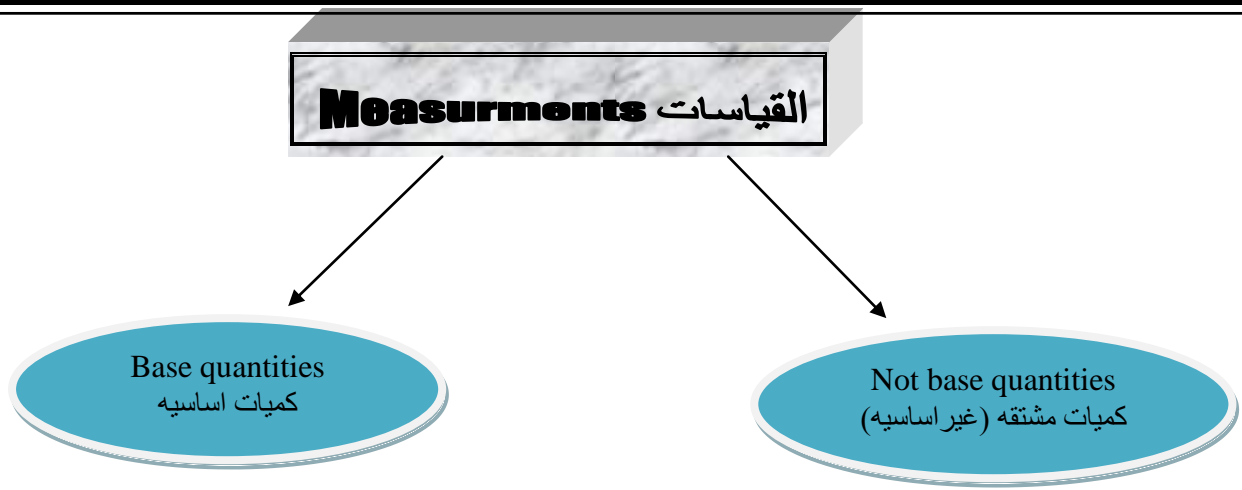 القياسات Measurments
Base quantities
كميات اساسيه
Not base quantities
كميات مشتقه (غير اساسيه)